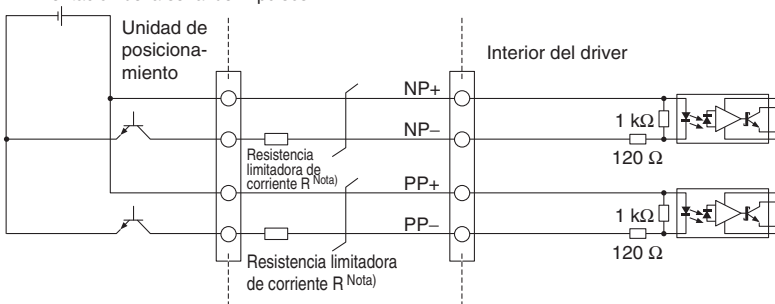 Unidad de
posiciona-
miento
Interior del driver
NP+
NP–
1 kΩ
120 Ω
Resistencia
limitadora de
corriente R Nota)
PP+
PP–
1 kΩ
120 Ω
Resistencia limitadora
de corriente R Nota)